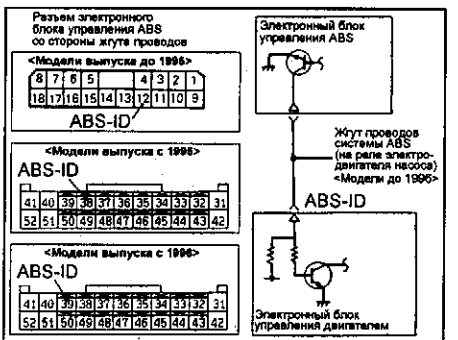 Разъем электронного
блока управления ABS
со стороны жгута проводов
<Модели выпуска до 1995>
8 7 6 5 4 3 2 1
18 17 16 15 14 13 12 11 10 9
ABS-ID
<Модели выпуска с 1995>
ABS-ID
41 40 39 38 37 36 35 34 33 32 31
52 51 50 49 48 47 46 45 44 43 42
<Модели выпуска с 1996>
ABS-ID
41 40 39 38 37 36 35 34 33 32 31
52 51 50 49 48 47 46 45 44 43 42
Электронный блок
управления ABS
Жгут проводов
системы ABS
(на реле электро-
двигателя насоса)
<Модели до 1996>
ABS-ID
Электронный блок
управления двигателем